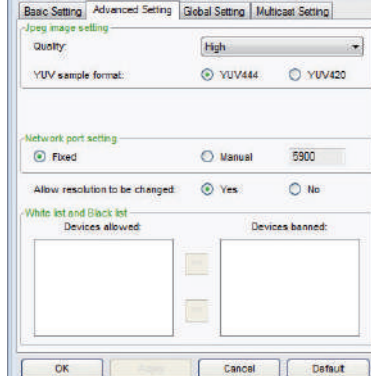 Basic Setting Advanced Setting Global Setting Multicast Setting
Jpeg image setting
Quality: High
YUV sample format: YUV444 YUV420
Network port setting
Fixed Manual 5900
Allow resolution to be changed: Yes No
White list and Black list
Devices allowed: Devices banned:
OK Cancel Default